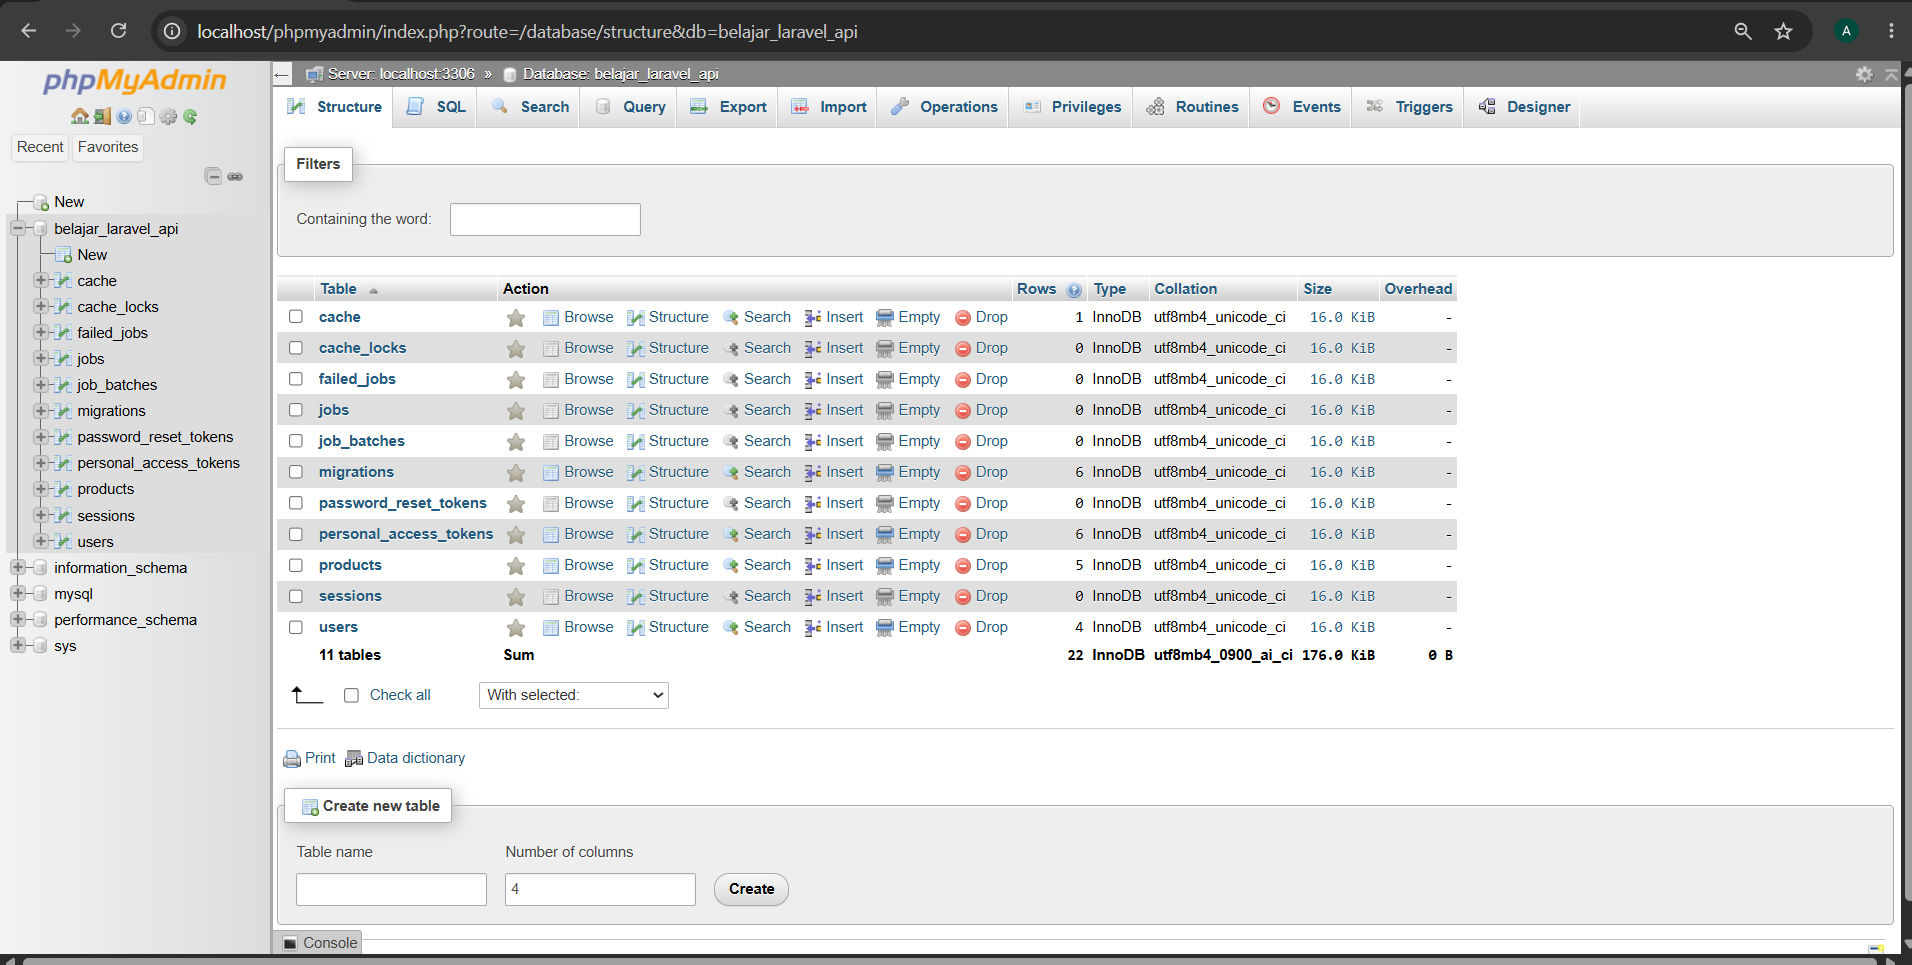 localhost/phpmyadmin/index.php?route=/database/structure&db=belajar_laravel_api
A
phpMyAdmin
Recent Favorites
New
belajar_laravel_api
New
cache
cache_locks
failed_jobs
jobs
job_batches
migrations
password_reset_tokens
personal_access_tokens
products
sessions
users
information_schema
mysql
performance_schema
sys
Server: localhost:3306 » Database: belajar_laravel_api
Structure SQL Search Query Export Import Operations Privileges Routines Events Triggers Designer
Filters
Containing the word:
Table Action Rows Type Collation Size Overhead
cache Browse Structure Search Insert Empty Drop 1 InnoDB utf8mb4_unicode_ci 16.0 KiB -
cache_locks Browse Structure Search Insert Empty Drop 0 InnoDB utf8mb4_unicode_ci 16.0 KiB -
failed_jobs Browse Structure Search Insert Empty Drop 0 InnoDB utf8mb4_unicode_ci 16.0 KiB -
jobs Browse Structure Search Insert Empty Drop 0 InnoDB utf8mb4_unicode_ci 16.0 KiB -
job_batches Browse Structure Search Insert Empty Drop 0 InnoDB utf8mb4_unicode_ci 16.0 KiB -
migrations Browse Structure Search Insert Empty Drop 6 InnoDB utf8mb4_unicode_ci 16.0 KiB -
password_reset_tokens Browse Structure Search Insert Empty Drop 0 InnoDB utf8mb4_unicode_ci 16.0 KiB -
personal_access_tokens Browse Structure Search Insert Empty Drop 6 InnoDB utf8mb4_unicode_ci 16.0 KiB -
products Browse Structure Search Insert Empty Drop 5 InnoDB utf8mb4_unicode_ci 16.0 KiB -
sessions Browse Structure Search Insert Empty Drop 0 InnoDB utf8mb4_unicode_ci 16.0 KiB -
users Browse Structure Search Insert Empty Drop 4 InnoDB utf8mb4_unicode_ci 16.0 KiB -
11 tables Sum 22 InnoDB utf8mb4_0900_ai_ci 176.0 KiB 0 B
Check all With selected:
Print Data dictionary
Create new table
Table name Number of columns
4 Create
Console